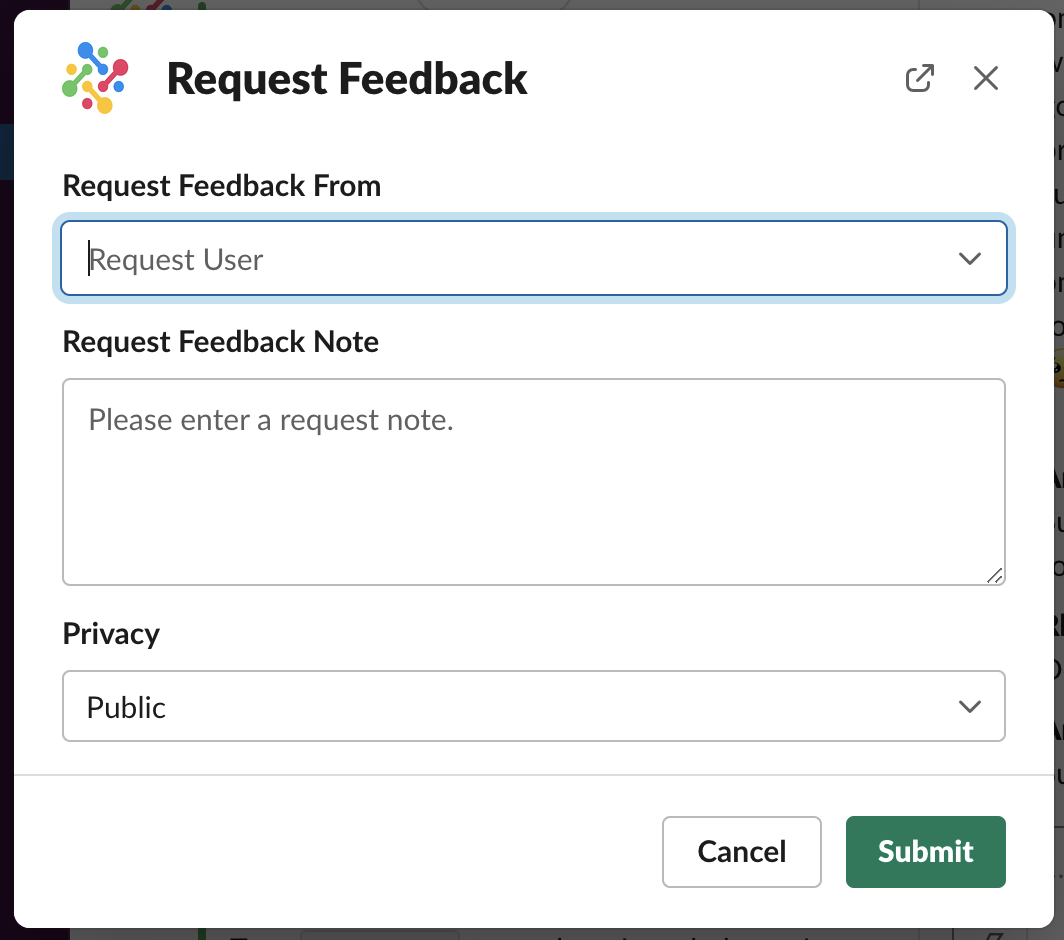 Request Feedback
Request Feedback From
Request User
Request Feedback Note
Please enter a request note.
Privacy
Public
Cancel
Submit